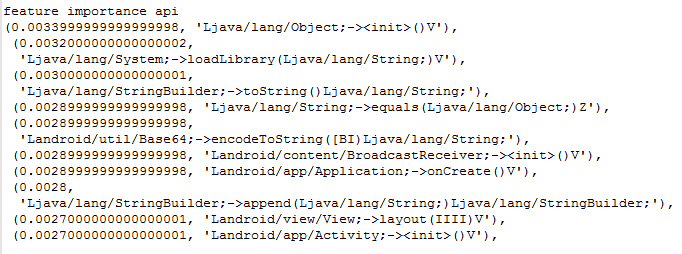 feature importance api
(0.0033999999999999998, 'Ljava/lang/Object;-><init>()V'),
(0.0032000000000000002,
'Ljava/lang/System;->loadLibrary(Ljava/lang/String;)V'),
(0.0030000000000000001,
'Ljava/lang/StringBuilder;->toString()Ljava/lang/String;'),
(0.0028999999999999998, 'Ljava/lang/String;->equals(Ljava/lang/Object;)Z'),
(0.0028999999999999998,
'Landroid/util/Base64;->encodeToString([BI)Ljava/lang/String;'),
(0.0028999999999999998, 'Landroid/content/BroadcastReceiver;-><init>()V'),
(0.0028999999999999998, 'Landroid/app/Application;->onCreate()V'),
(0.0028,
'Ljava/lang/StringBuilder;->append(Ljava/lang/String;)Ljava/lang/StringBuilder;'),
(0.0027000000000000001, 'Landroid/view/View;->layout(IIII)V'),
(0.0027000000000000001, 'Landroid/app/Activity;-><init>()V'),